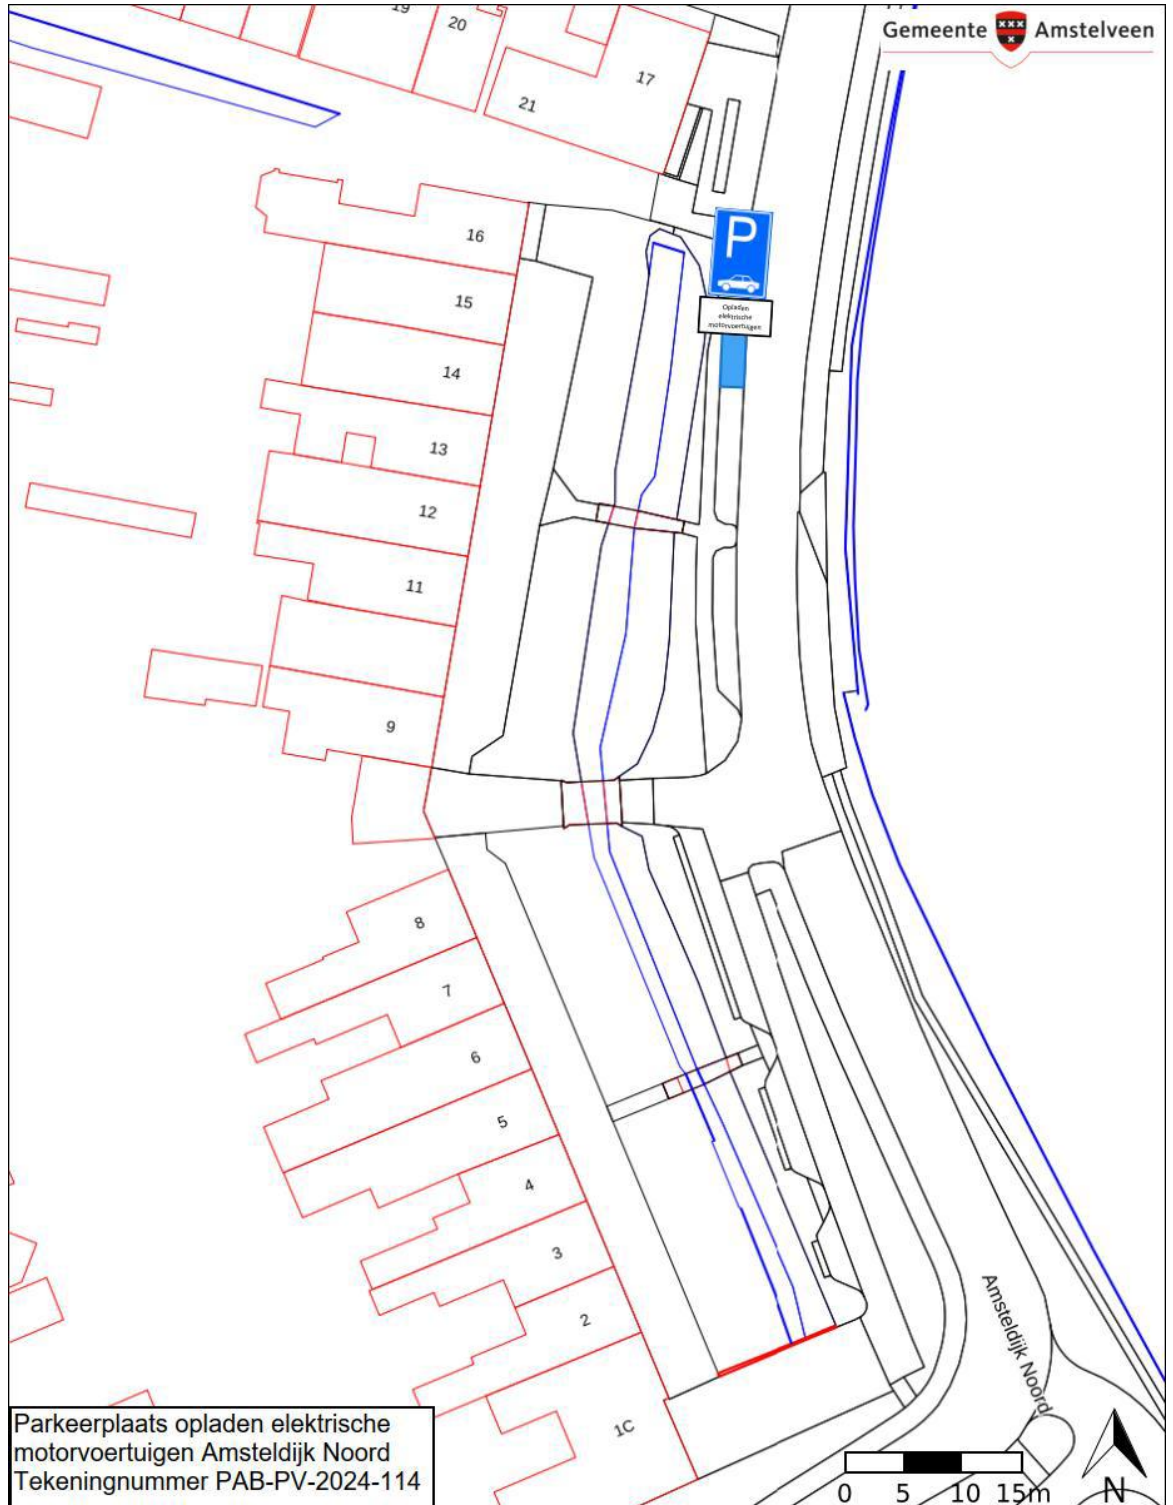 19
20
Gemeente Amstelveen
17
21
16
P
15
Opladen
elektrische
motorvoertuigen
14
13
12
11
9
8
7
6
5
4
3
2
Amsteldijk Noord
1C
Parkeerplaats opladen elektrische
motorvoertuigen Amsteldijk Noord
Tekeningnummer PAB-PV-2024-114
0 5 10 15m
N